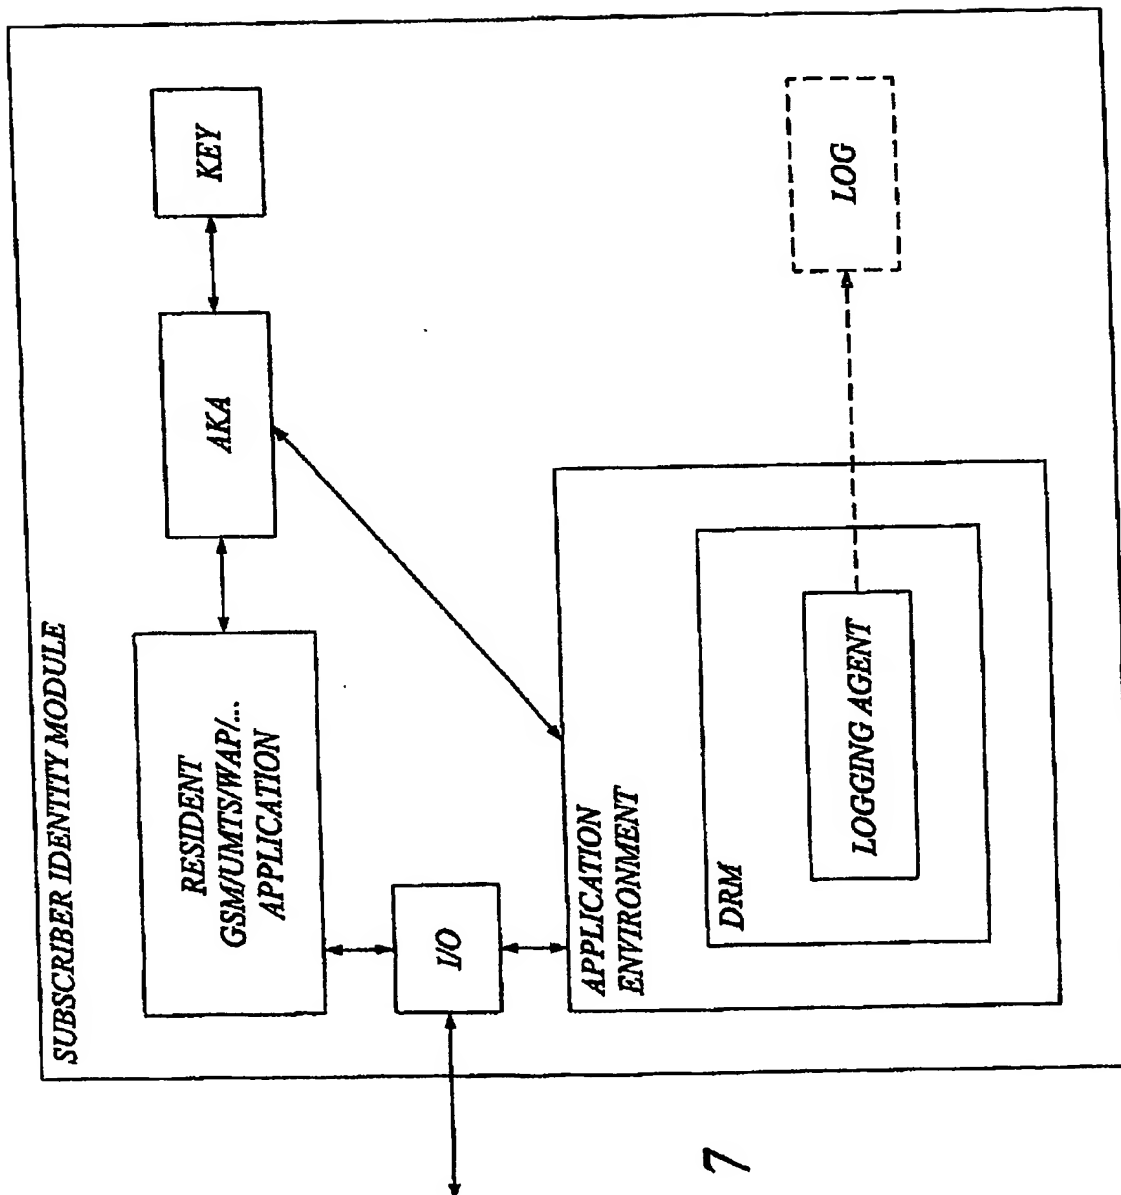 SUBSCRIBER IDENTITY MODULE
RESIDENT
GSM/UMTS/WAP/...
APPLICATION
AKA
KEY
I/O
APPLICATION
ENVIRONMENT
DRM
LOGGING AGENT
LOG
7